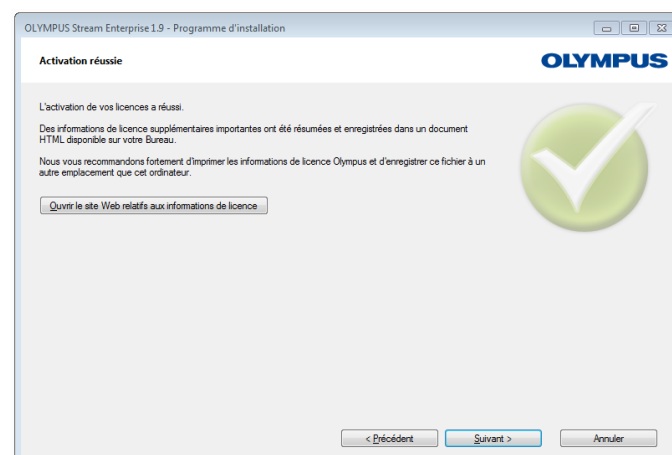 OLYMPUS Stream Enterprise 1.9 - Programme d'installation
Activation réussie
OLYMPUS
L'activation de vos licences a réussi.
Des informations de licence supplémentaires importantes ont été résumées et enregistrées dans un document
HTML disponible sur votre Bureau.
Nous vous recommandons fortement d'imprimer les informations de licence Olympus et d'enregistrer ce fichier à un
autre emplacement que cet ordinateur.
Ouvrir le site Web relatifs aux informations de licence
< Précédent
Suivant >
Annuler